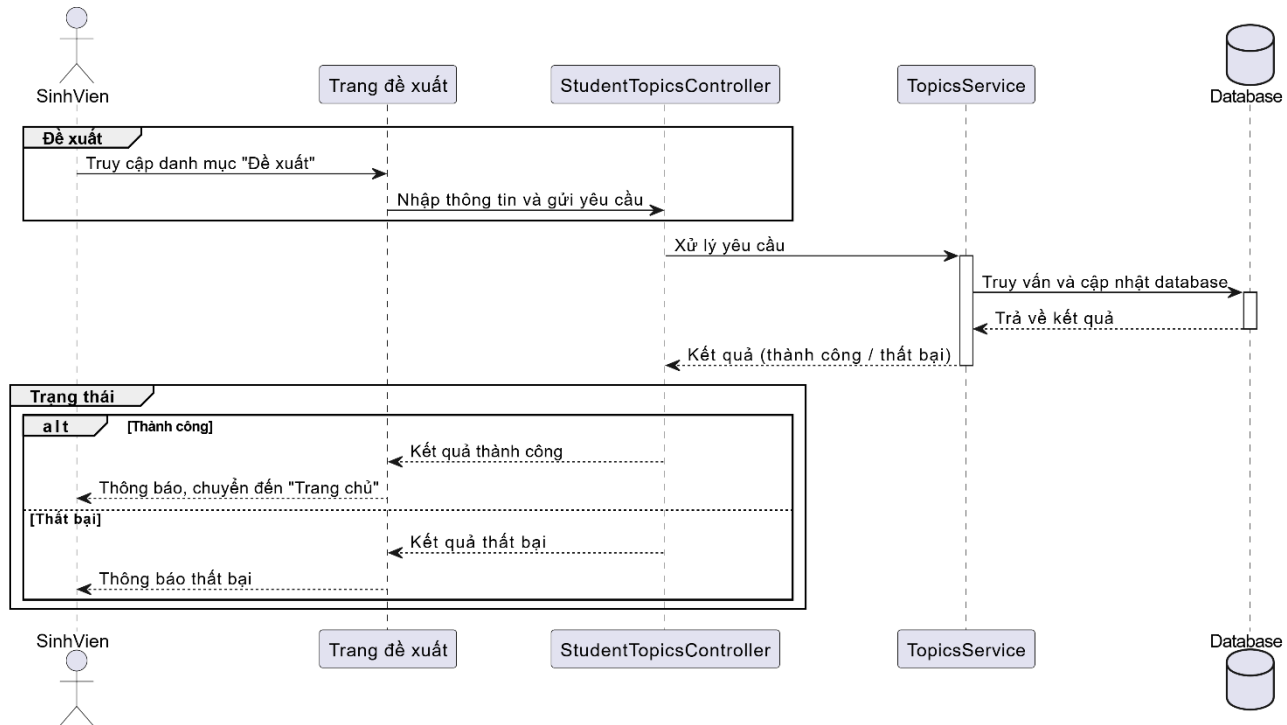 SinhVien
Trang đề xuất
StudentTopicsController
TopicsService
Database
Đề xuất
Truy cập danh mục "Đề xuất"
Nhập thông tin và gửi yêu cầu
Xử lý yêu cầu
Truy vấn và cập nhật database
Trả về kết quả
Kết quả (thành công / thất bại)
Trạng thái
alt
[Thành công]
Kết quả thành công
Thông báo, chuyển đến "Trang chủ"
[Thất bại]
Kết quả thất bại
Thông báo thất bại
SinhVien
Trang đề xuất
StudentTopicsController
TopicsService
Database